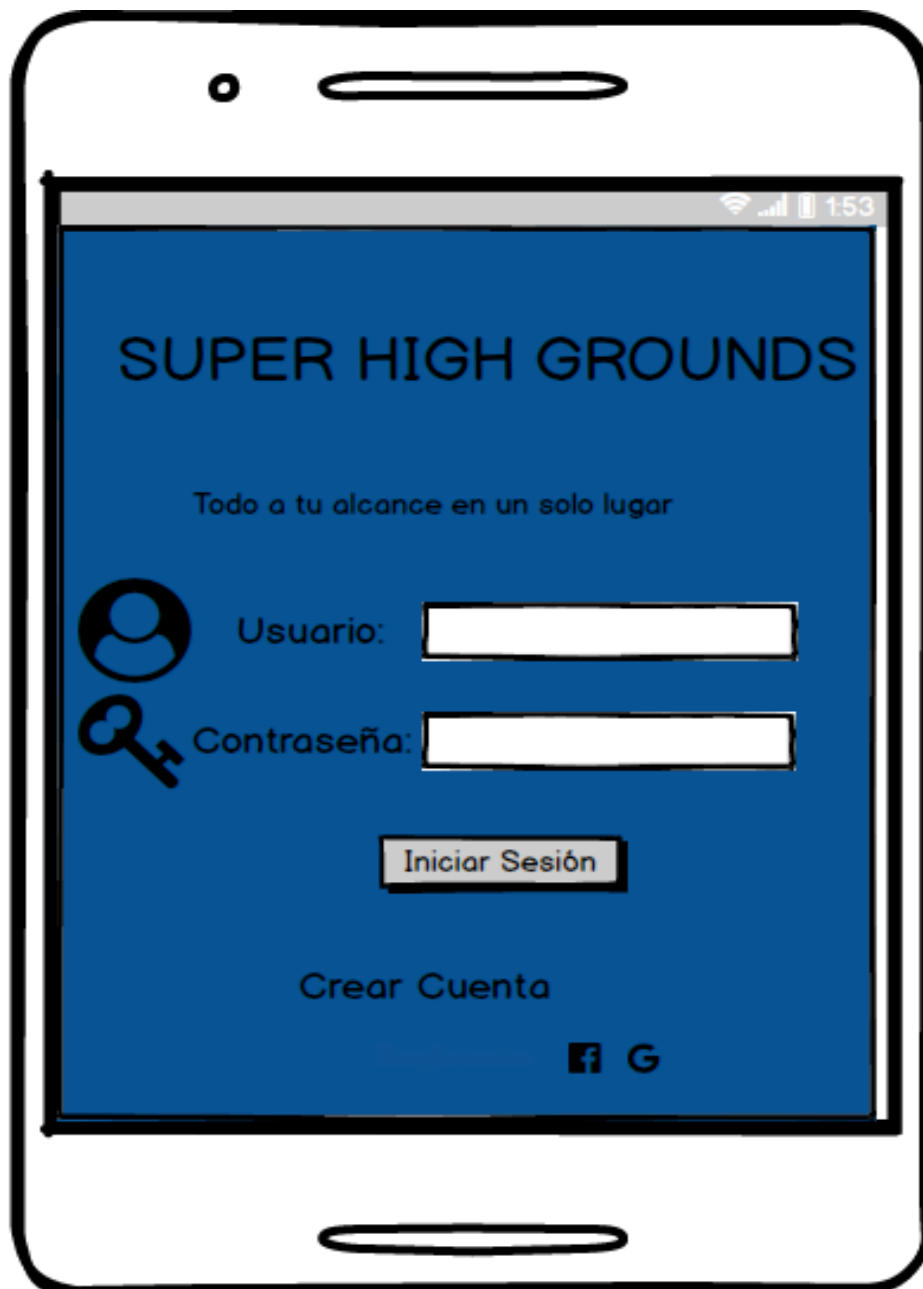 1:53
SUPER HIGH GROUNDS
Todo a tu alcance en un solo lugar
Usuario:
Contraseña:
Iniciar Sesión
Crear Cuenta
f G